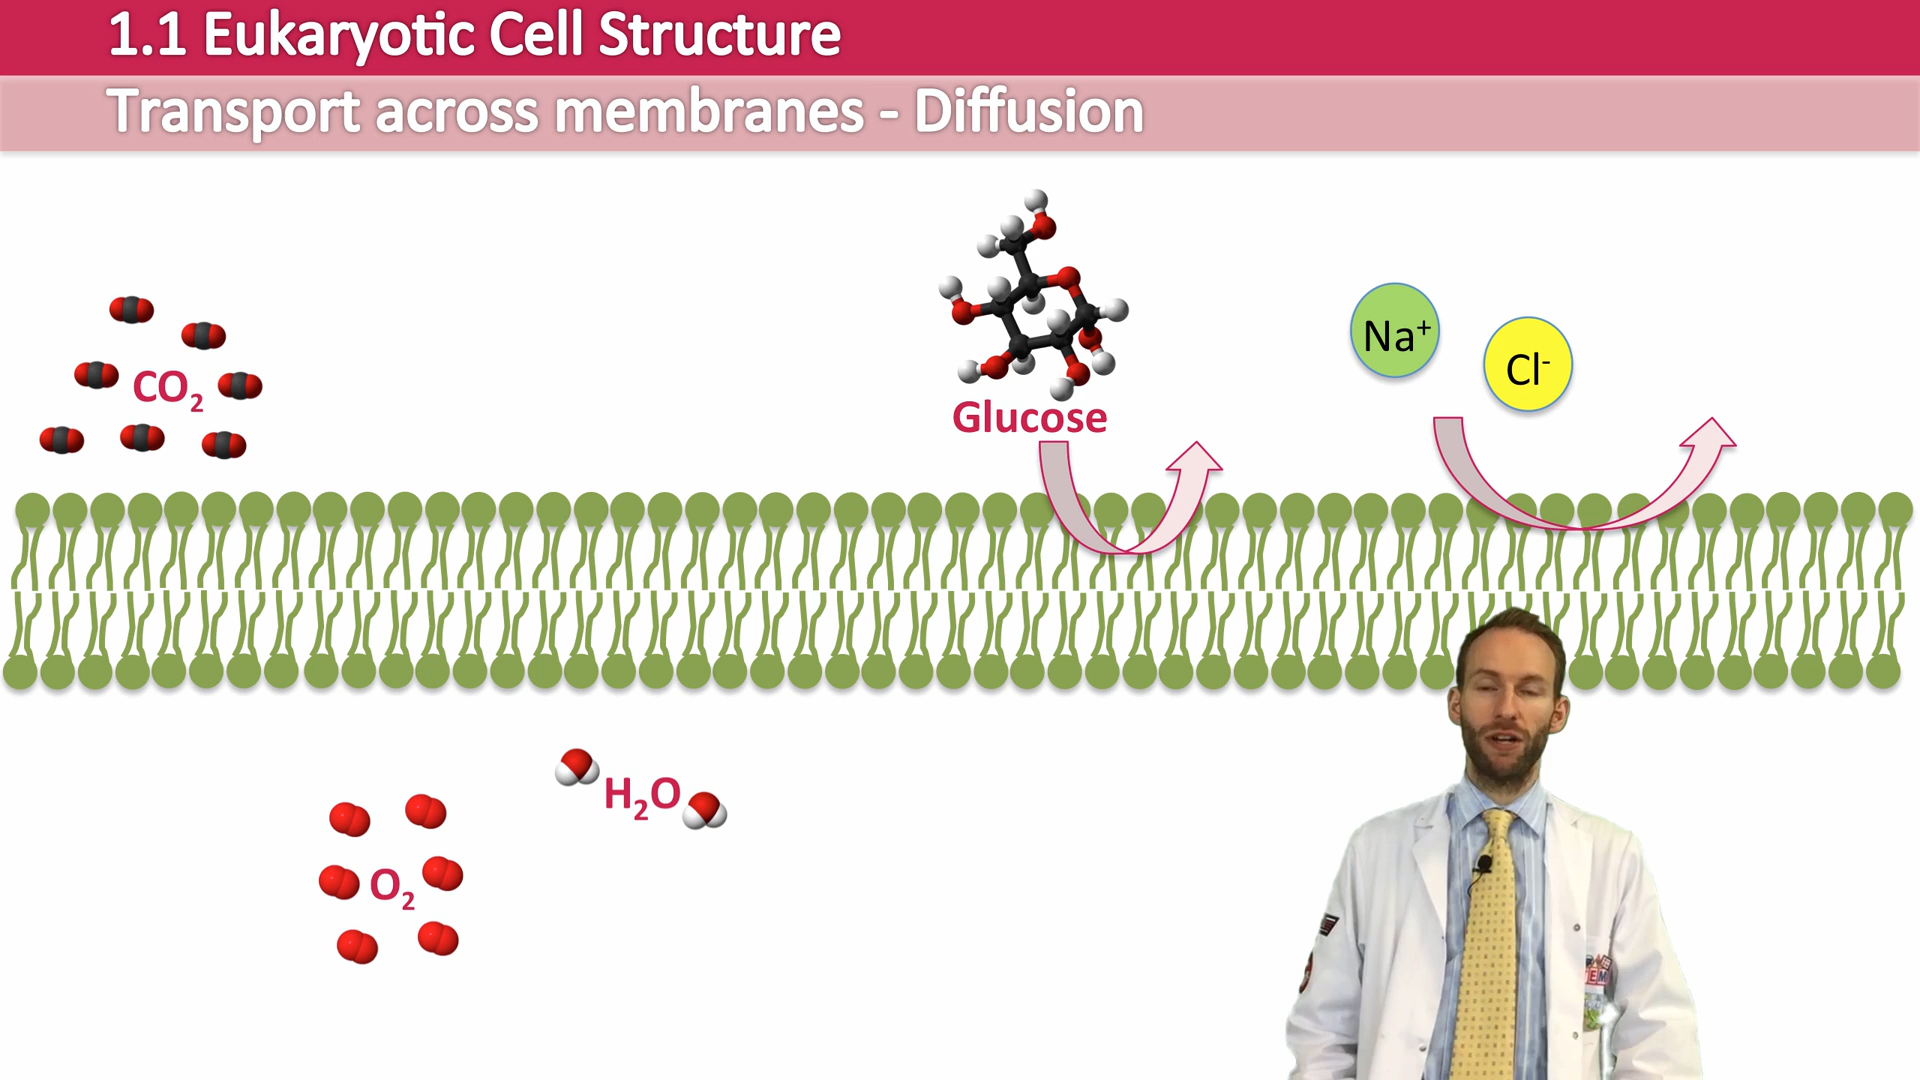 1.1 Eukaryotic Cell Structure
Transport across membranes - Diffusion
CO₂
Glucose
Na⁺
Cl⁻
H₂O
O₂